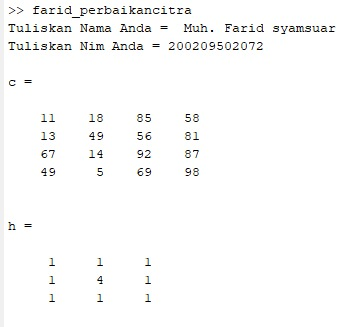 >> farid_perbaikancitra
Tuliskan Nama Anda =  Muh. Farid syamsuar
Tuliskan Nim Anda = 200209502072
c =
11 18 85 58
13 49 56 81
67 14 92 87
49 5 69 98
h =
1 1 1
1 4 1
1 1 1